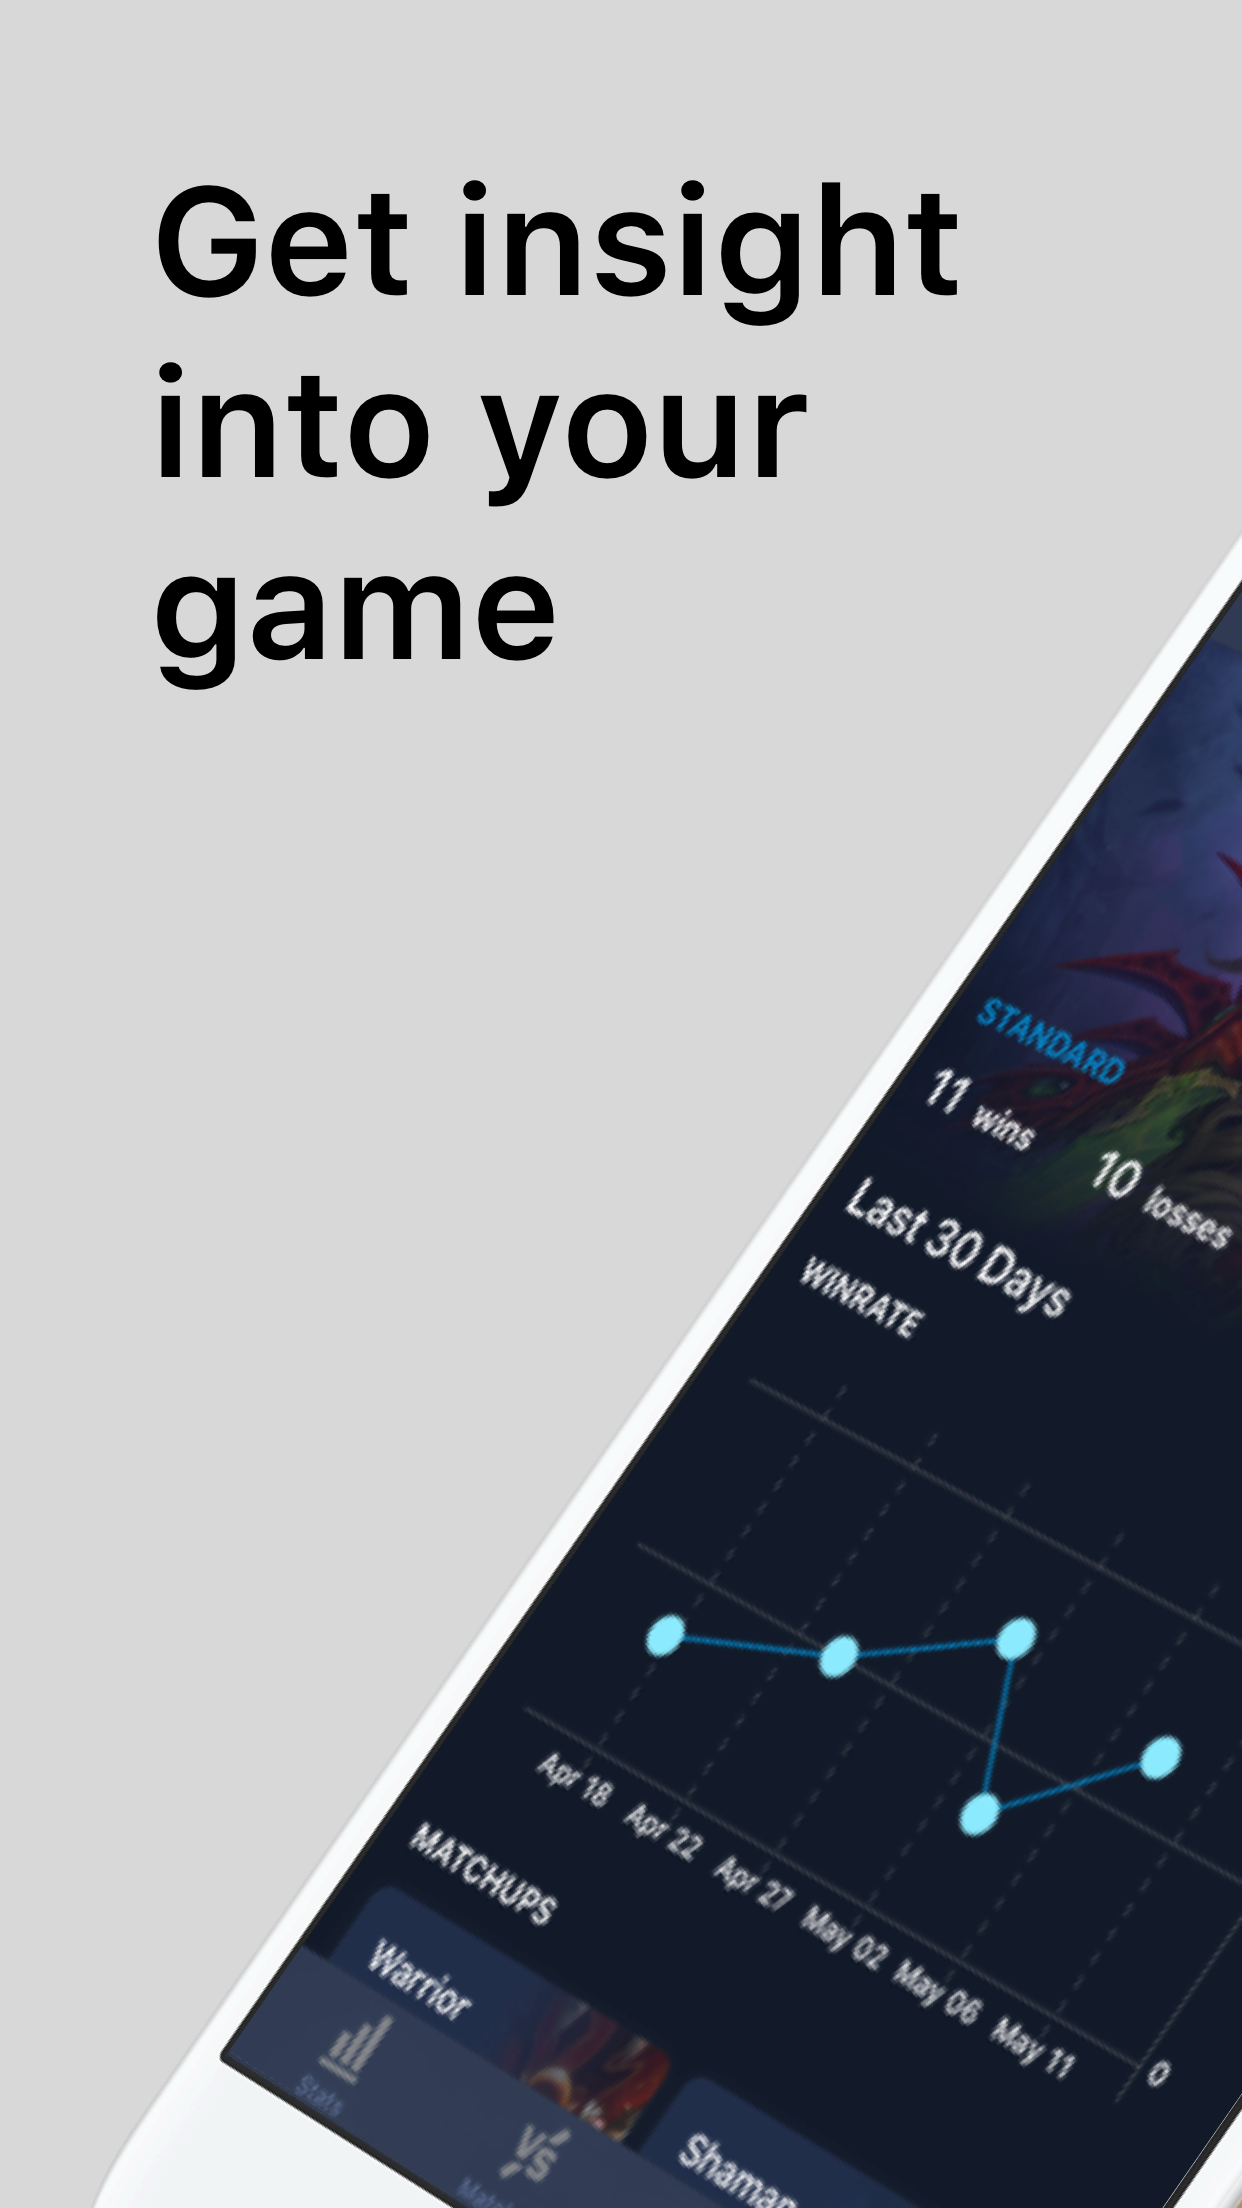 Get insight
into your
game
STANDARD
11 wins 10 losses
Last 30 Days
WINRATE
Apr 18 Apr 22 Apr 27 May 02 May 06 May 11
0
MATCHUPS
Warrior
Shaman
Stats
VS